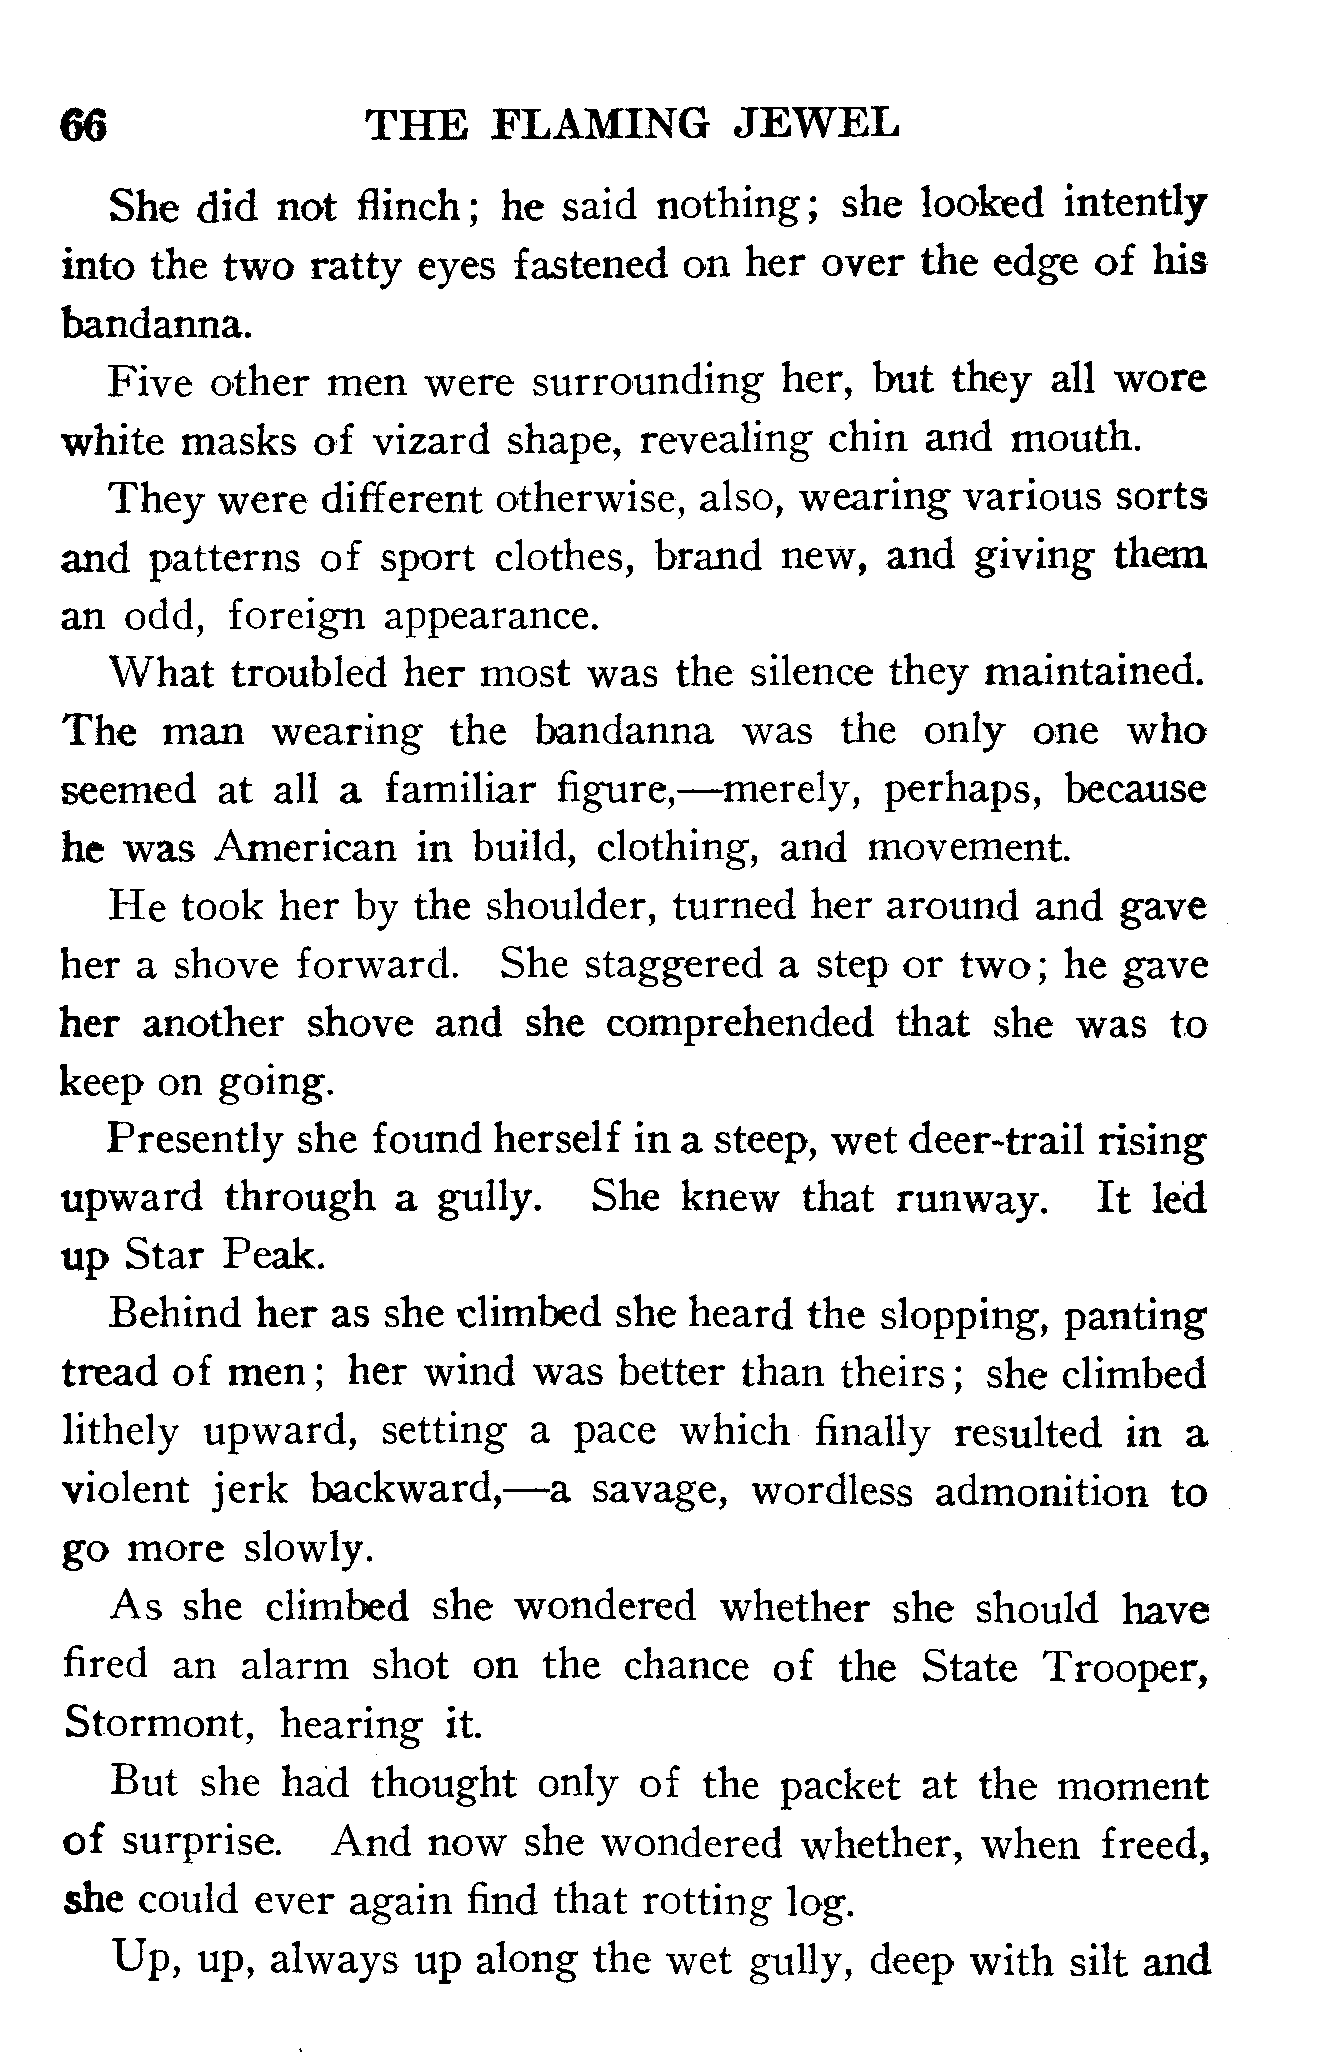 66 THE FLAMING JEWEL
She did not flinch; he said nothing; she looked intently
into the two ratty eyes fastened on her over the edge of his
bandanna.
Five other men were surrounding her, but they all wore
white masks of vizard shape, revealing chin and mouth.
They were different otherwise, also, wearing various sorts
and patterns of sport clothes, brand new, and giving them
an odd, foreign appearance.
What troubled her most was the silence they maintained.
The man wearing the bandanna was the only one who
seemed at all a familiar figure,—merely, perhaps, because
he was American in build, clothing, and movement.
He took her by the shoulder, turned her around and gave
her a shove forward. She staggered a step or two; he gave
her another shove and she comprehended that she was to
keep on going.
Presently she found herself in a steep, wet deer-trail rising
upward through a gully. She knew that runway. It led
up Star Peak.
Behind her as she climbed she heard the slopping, panting
tread of men; her wind was better than theirs; she climbed
lithely upward, setting a pace which finally resulted in a
violent jerk backward,—a savage, wordless admonition to
go more slowly.
As she climbed she wondered whether she should have
fired an alarm shot on the chance of the State Trooper,
Stormont, hearing it.
But she had thought only of the packet at the moment
of surprise. And now she wondered whether, when freed,
she could ever again find that rotting log.
Up, up, always up along the wet gully, deep with silt and